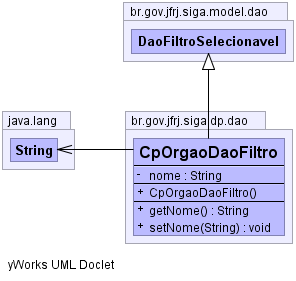 br.gov.jfrj.siga.model.dao
DaoFiltroSelecionavel
java.lang
String
br.gov.jfrj.siga.dp.dao
CpOrgaoDaoFiltro
- nome : String
+ CpOrgaoDaoFiltro()
+ getNome() : String
+ setNome(String) : void
yWorks UML Doclet